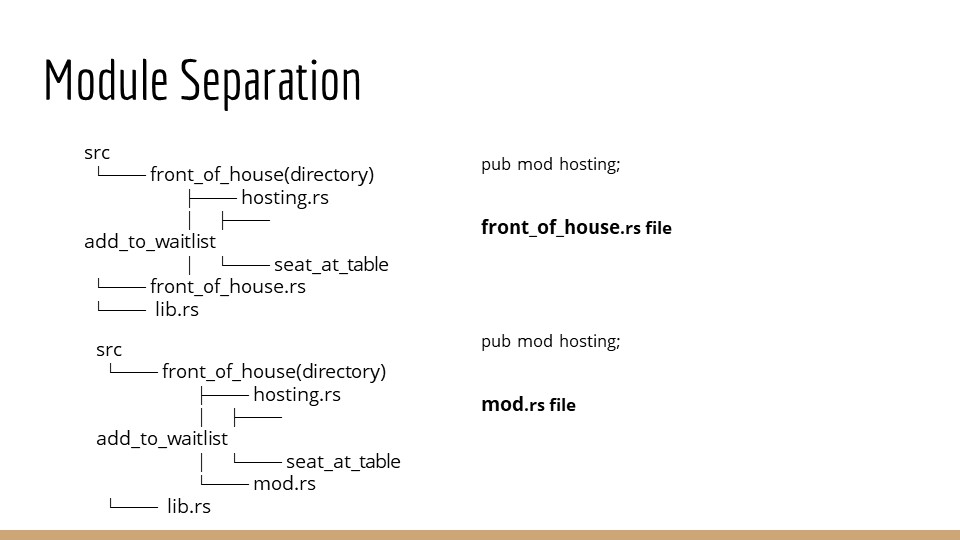 Module Separation
src
└── front_of_house(directory)
├── hosting.rs
│ ├──
add_to_waitlist
│ └── seat_at_table
└── front_of_house.rs
└── lib.rs
pub mod hosting;
front_of_house.rs file
src
└── front_of_house(directory)
├── hosting.rs
│ ├──
add_to_waitlist
│ └── seat_at_table
└── mod.rs
└── lib.rs
pub mod hosting;
mod.rs file